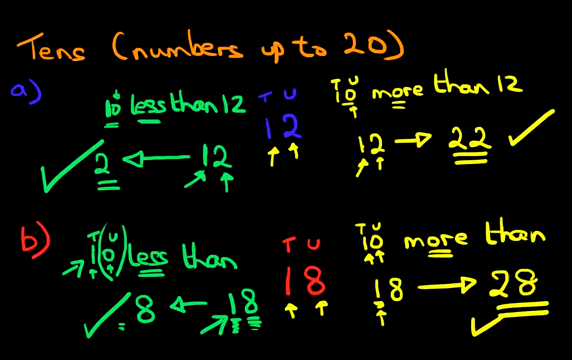 Tens (numbers up to 20)
a)
10 less than 12
2 ← 12
T U
12
T U
10 more than 12
12 → 22
b)
T U
10 less than
8 ← 18
T U
18
T U
10 more than
18 → 28